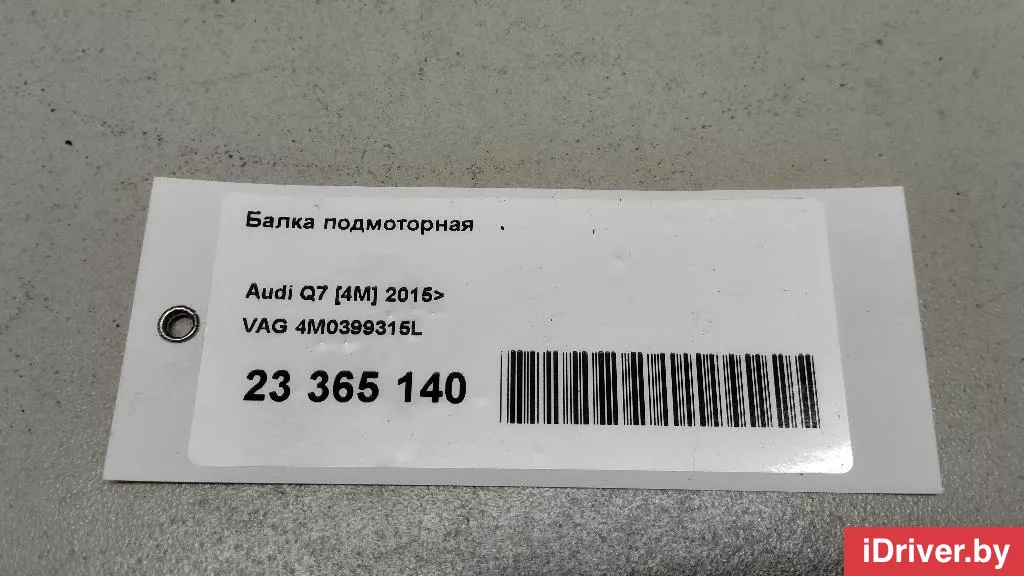 Балка подмоторная
Audi Q7 [4M] 2015>
VAG 4M0399315L
23 365 140
iDriver.by